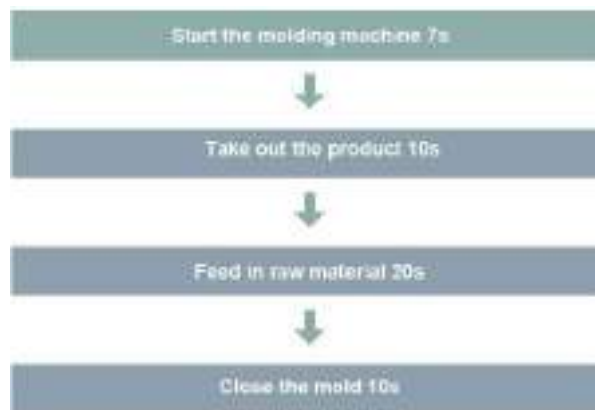 Start the molding machine 7s
Take out the product 10s
Feed in raw material 20s
Close the mold 10s